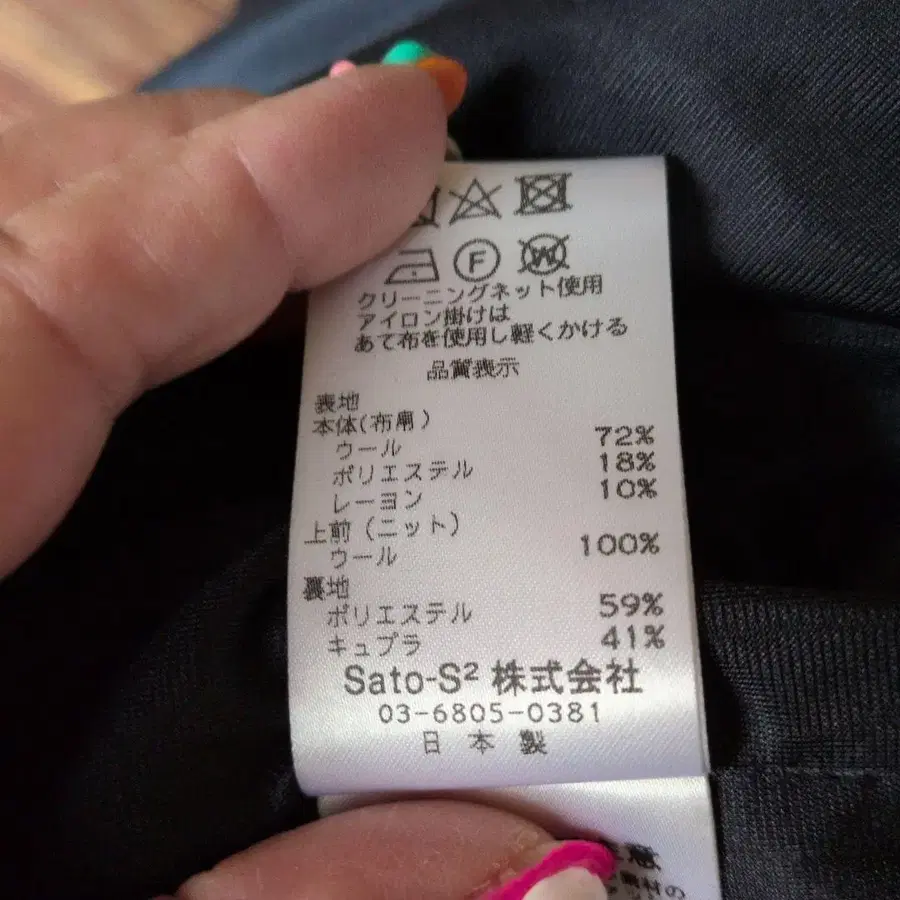 F W
クリーニングネット使用
アイロン掛けは
あて布を使用し軽くかける
品質表示
表地
本体(布帛)
ウール 72%
ポリエステル 18%
レーヨン 10%
上前(ニット)
ウール 100%
裏地
ポリエステル 59%
キュプラ 41%
Sato-S² 株式会社
03-6805-0381
日本製
素材の